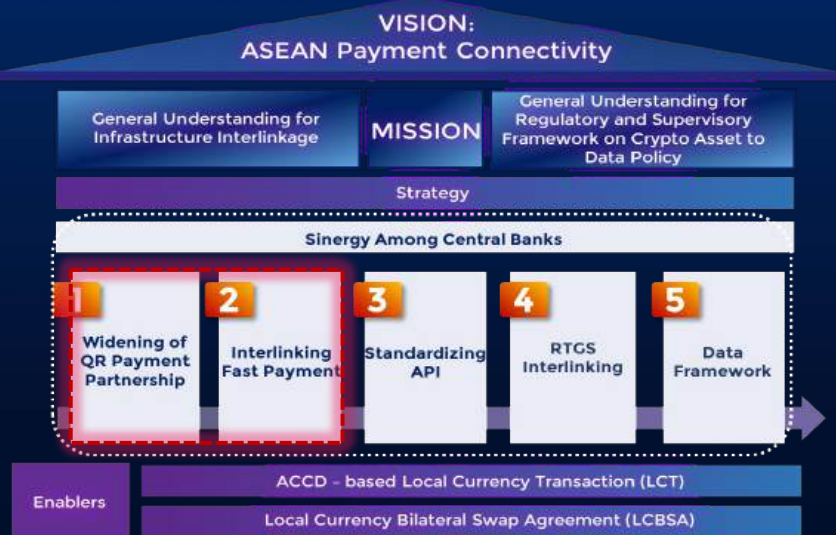 VISION:
ASEAN Payment Connectivity
General Understanding for
Infrastructure Interlinkage
MISSION
General Understanding for
Regulatory and Supervisory
Framework on Crypto Asset to
Data Policy
Strategy
Sinergy Among Central Banks
1
Widening of
QR Payment
Partnership
2
Interlinking
Fast Payment
3
Standardizing
API
4
RTGS
Interlinking
5
Data
Framework
Enablers
ACCD – based Local Currency Transaction (LCT)
Local Currency Bilateral Swap Agreement (LCBSA)